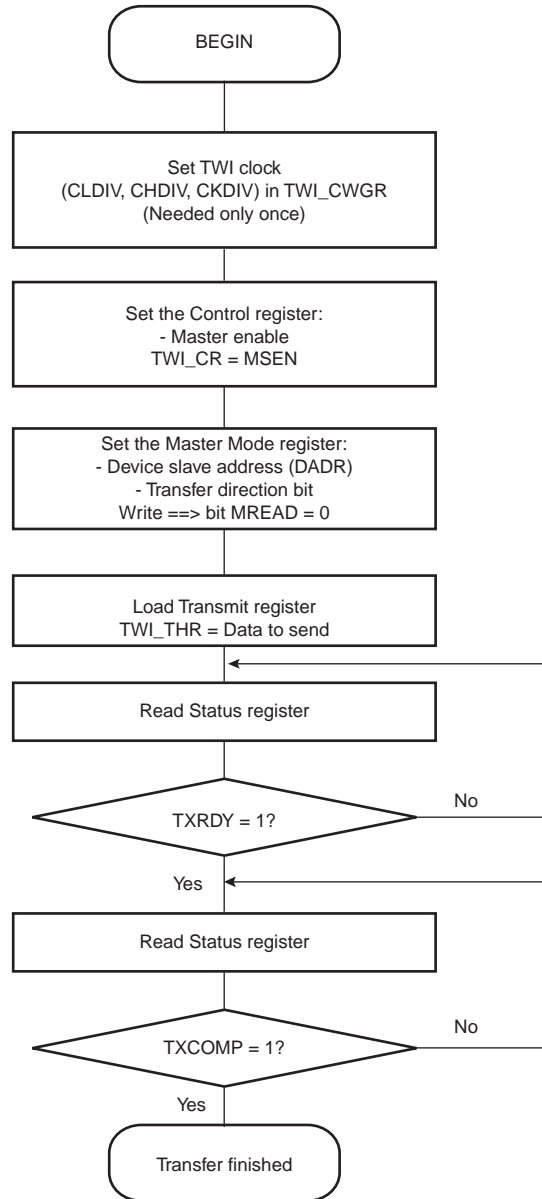 BEGIN
Set TWI clock
(CLDIV, CHDIV, CKDIV) in TWI_CWGR
(Needed only once)
Set the Control register:
- Master enable
TWI_CR = MSEN
Set the Master Mode register:
- Device slave address (DADR)
- Transfer direction bit
Write ==> bit MREAD = 0
Load Transmit register
TWI_THR = Data to send
Read Status register
TXRDY = 1?
No
Yes
Read Status register
TXCOMP = 1?
No
Yes
Transfer finished